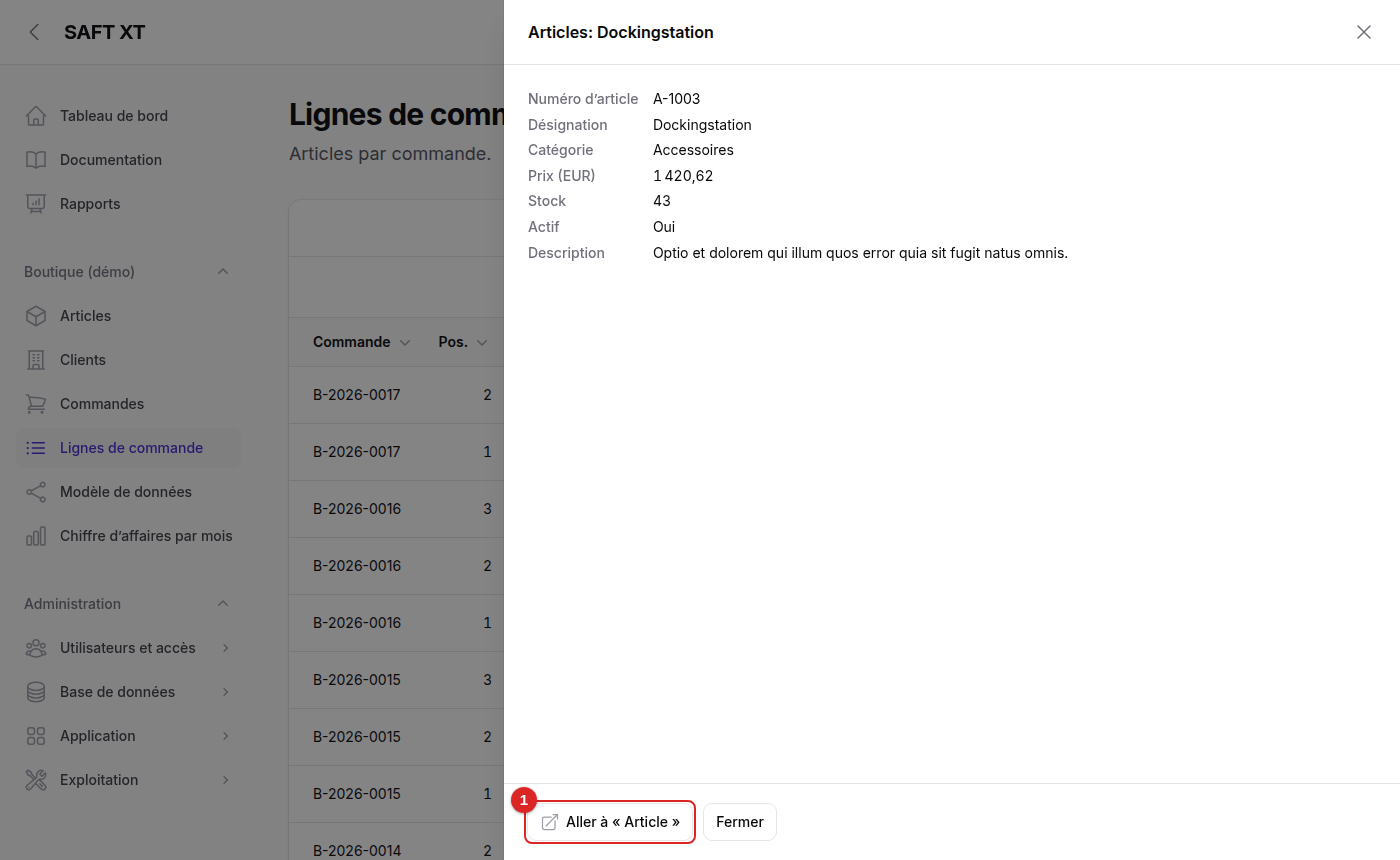 SAFT XT
Tableau de bord
Documentation
Rapports
Boutique (démo)
Articles
Clients
Commandes
Lignes de commande
Modèle de données
Chiffre d’affaires par mois
Administration
Utilisateurs et accès
Base de données
Application
Exploitation
Lignes de comm
Articles par commande.
Commande Pos.
B-2026-0017 2
B-2026-0017 1
B-2026-0016 3
B-2026-0016 2
B-2026-0016 1
B-2026-0015 3
B-2026-0015 2
B-2026-0015 1
B-2026-0014 2
Articles: Dockingstation
Numéro d’article A-1003
Désignation Dockingstation
Catégorie Accessoires
Prix (EUR) 1 420,62
Stock 43
Actif Oui
Description Optio et dolorem qui illum quos error quia sit fugit natus omnis.
1
Aller à « Article » Fermer